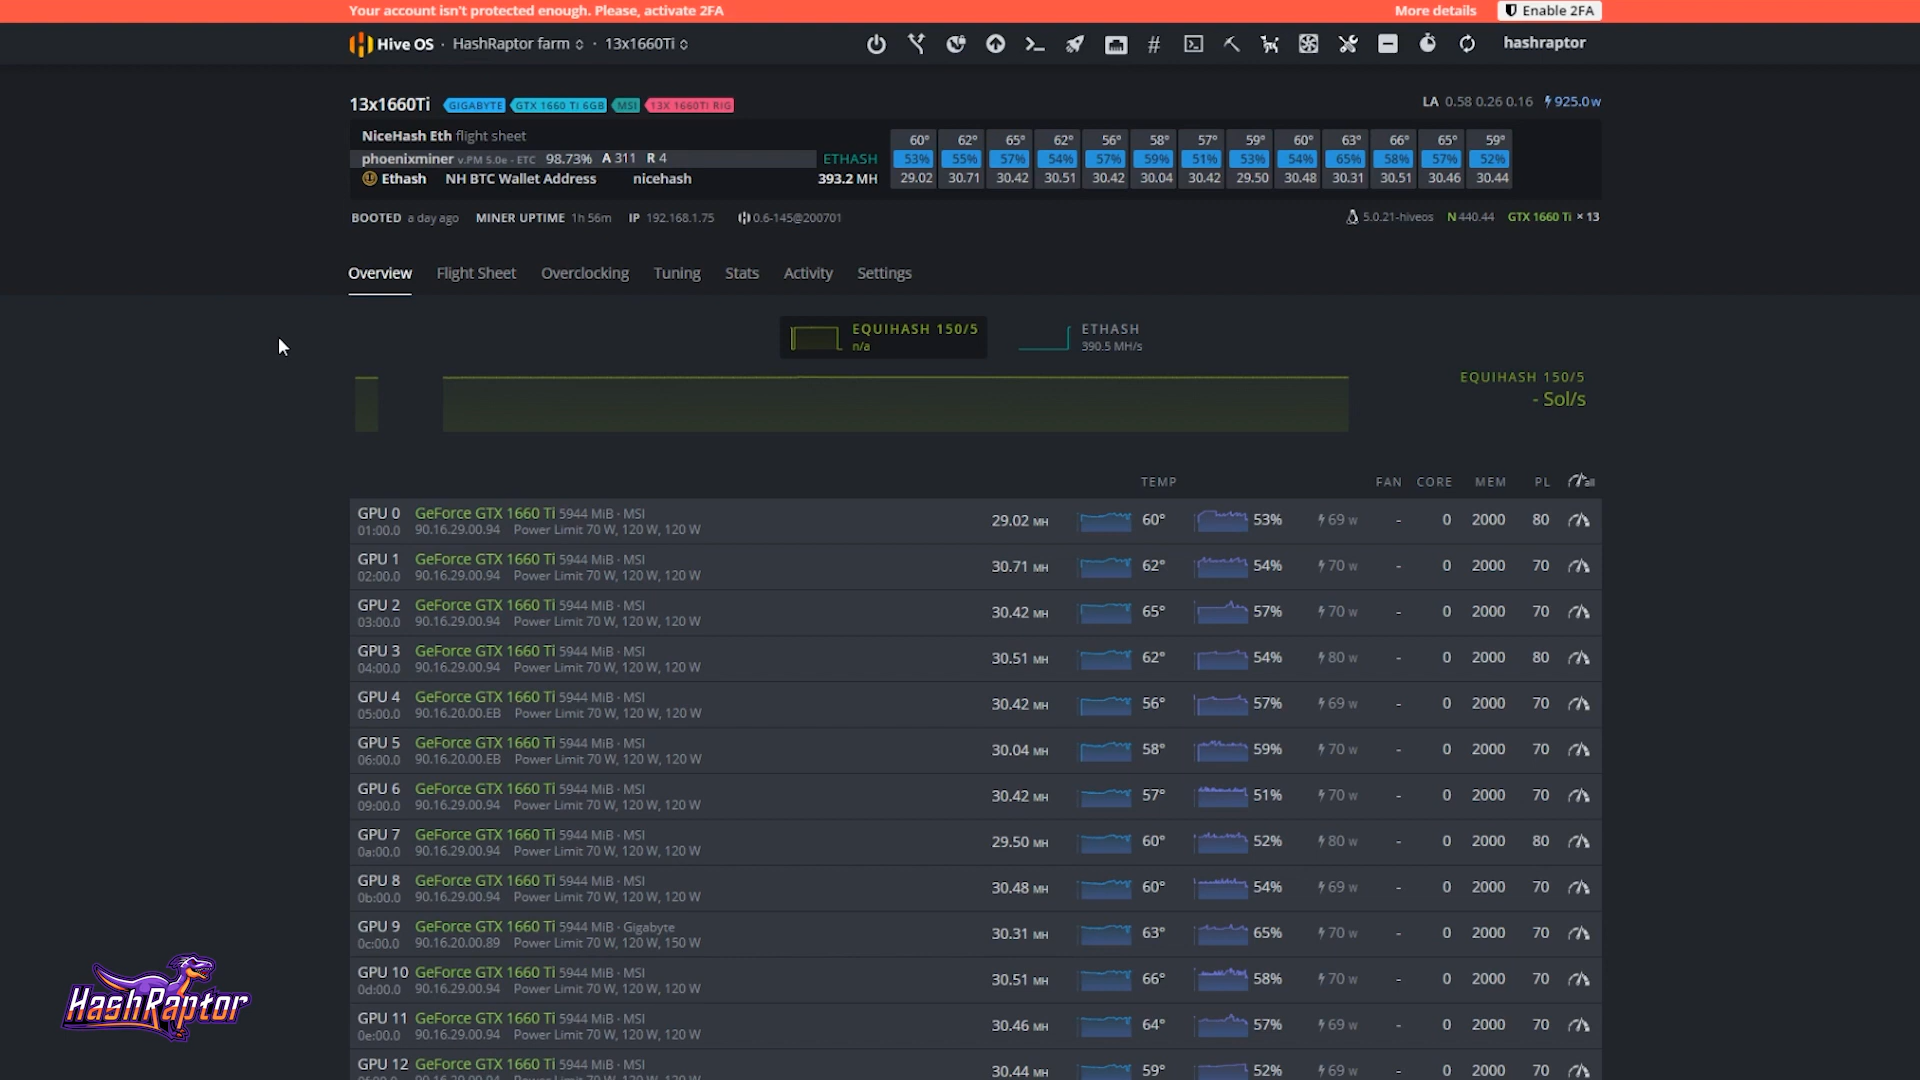 Your account isn't protected enough. Please, activate 2FA More details Enable 2FA
Hive OS · HashRaptor farm · 13x1660Ti hashraptor
13x1660Ti GIGABYTE GTX 1660 TI 6GB MSI 13X 1660TI RIG LA 0.58 0.26 0.16 925.0w
NiceHash Eth flight sheet 60° 62° 65° 62° 56° 58° 57° 59° 60° 63° 66° 65° 59°
phoenixminer v.PM 5.0e - ETC 98.73% A 311 R 4 ETHASH 53% 55% 57% 54% 57% 59% 51% 53% 54% 65% 58% 57% 52%
Ethash NH BTC Wallet Address nicehash 393.2 MH 29.02 30.71 30.42 30.51 30.42 30.04 30.42 29.50 30.48 30.31 30.51 30.46 30.44
BOOTED a day ago MINER UPTIME 1h 56m IP 192.168.1.75 0.6-145@200701 5.0.21-hiveos N 440.44 GTX 1660 Ti × 13
Overview Flight Sheet Overclocking Tuning Stats Activity Settings
EQUIHASH 150/5 ETHASH
n/a 390.5 MH/s
EQUIHASH 150/5
- Sol/s
TEMP FAN CORE MEM PL all
GPU 0 GeForce GTX 1660 Ti 5944 MiB · MSI 29.02 MH 60° 53% 69 w - 0 2000 80
01:00.0 90.16.29.00.94 Power Limit 70 W, 120 W, 120 W
GPU 1 GeForce GTX 1660 Ti 5944 MiB · MSI 30.71 MH 62° 54% 70 w - 0 2000 70
02:00.0 90.16.29.00.94 Power Limit 70 W, 120 W, 120 W
GPU 2 GeForce GTX 1660 Ti 5944 MiB · MSI 30.42 MH 65° 57% 70 w - 0 2000 70
03:00.0 90.16.29.00.94 Power Limit 70 W, 120 W, 120 W
GPU 3 GeForce GTX 1660 Ti 5944 MiB · MSI 30.51 MH 62° 54% 80 w - 0 2000 80
04:00.0 90.16.29.00.94 Power Limit 70 W, 120 W, 120 W
GPU 4 GeForce GTX 1660 Ti 5944 MiB · MSI 30.42 MH 56° 57% 69 w - 0 2000 70
05:00.0 90.16.20.00.EB Power Limit 70 W, 120 W, 120 W
GPU 5 GeForce GTX 1660 Ti 5944 MiB · MSI 30.04 MH 58° 59% 70 w - 0 2000 70
06:00.0 90.16.20.00.EB Power Limit 70 W, 120 W, 120 W
GPU 6 GeForce GTX 1660 Ti 5944 MiB · MSI 30.42 MH 57° 51% 70 w - 0 2000 70
09:00.0 90.16.29.00.94 Power Limit 70 W, 120 W, 120 W
GPU 7 GeForce GTX 1660 Ti 5944 MiB · MSI 29.50 MH 60° 52% 80 w - 0 2000 80
0a:00.0 90.16.29.00.94 Power Limit 70 W, 120 W, 120 W
GPU 8 GeForce GTX 1660 Ti 5944 MiB · MSI 30.48 MH 60° 54% 69 w - 0 2000 70
0b:00.0 90.16.29.00.94 Power Limit 70 W, 120 W, 120 W
GPU 9 GeForce GTX 1660 Ti 5944 MiB · Gigabyte 30.31 MH 63° 65% 70 w - 0 2000 70
0c:00.0 90.16.20.00.89 Power Limit 70 W, 120 W, 150 W
GPU 10 GeForce GTX 1660 Ti 5944 MiB · MSI 30.51 MH 66° 58% 70 w - 0 2000 70
0d:00.0 90.16.29.00.94 Power Limit 70 W, 120 W, 120 W
GPU 11 GeForce GTX 1660 Ti 5944 MiB · MSI 30.46 MH 64° 57% 69 w - 0 2000 70
0e:00.0 90.16.29.00.94 Power Limit 70 W, 120 W, 120 W
GPU 12 GeForce GTX 1660 Ti 5944 MiB · MSI 30.44 MH 59° 52% 69 w - 0 2000 70
HashRaptor